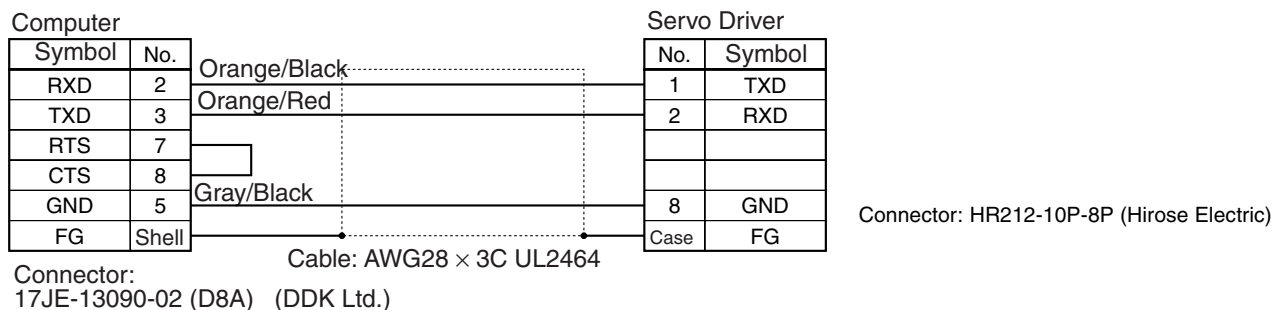 Computer
Servo Driver
Symbol No.
No. Symbol
Orange/Black
RXD 2
1 TXD
Orange/Red
TXD 3
2 RXD
RTS 7
CTS 8
Gray/Black
GND 5
8 GND
Connector: HR212-10P-8P (Hirose Electric)
FG Shell
Case FG
Cable: AWG28 × 3C UL2464
Connector:
17JE-13090-02 (D8A) (DDK Ltd.)